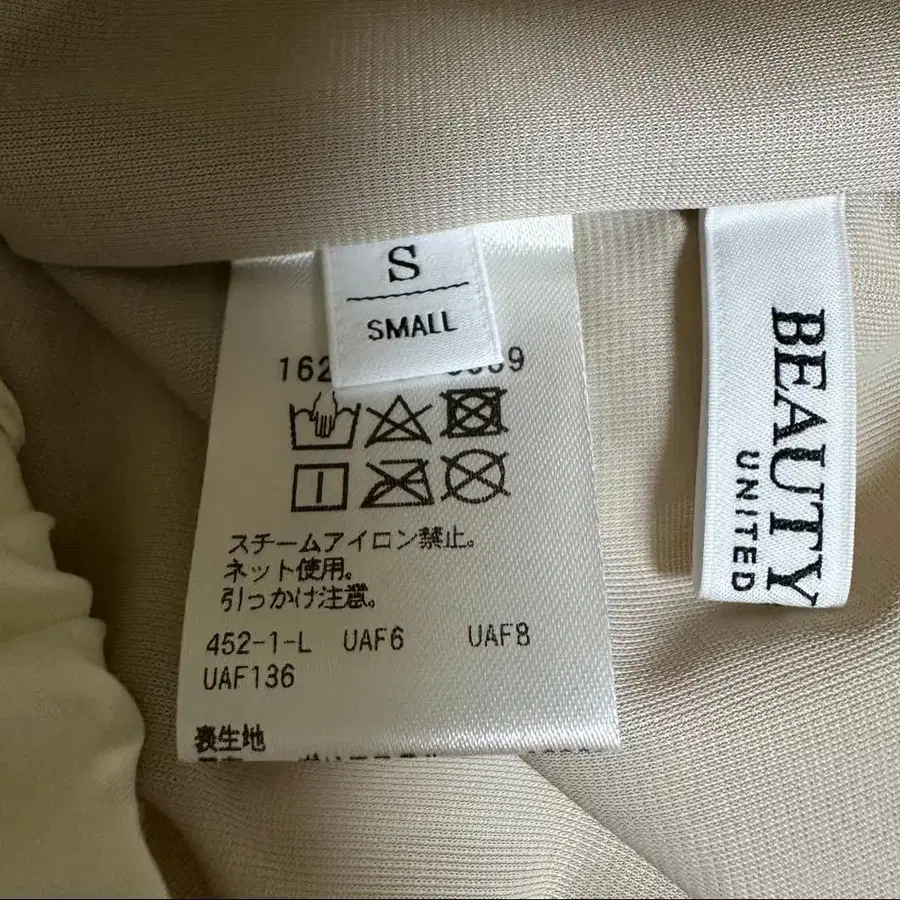 S
SMALL
162
スチームアイロン禁止。
ネット使用。
引っかけ注意。
452-1-L UAF6 UAF8
UAF136
表生地
BEAUTY
UNITED